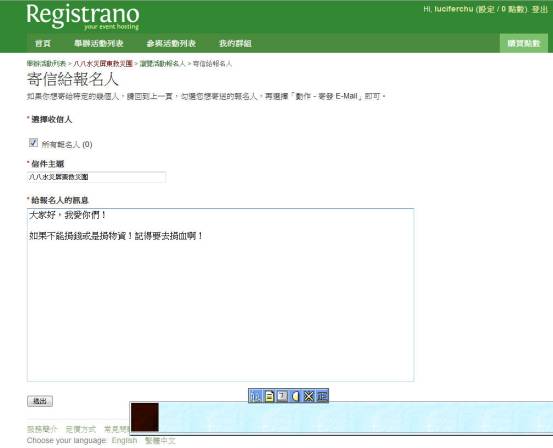 Registrano
your event hosting
Hi, luciferchu (設定 / 0 點數). 登出
首頁 舉辦活動列表 參與活動列表 我的群組 購買點數
舉辦活動列表 > 八八水災屏東救災團 > 瀏覽活動報名人 > 寄信給報名人
寄信給報名人
如果你想寄給特定的幾個人，請回到上一頁，勾選您想寄送的報名人，再選擇「動作 - 寄發 E-Mail」即可。
* 選擇收信人
所有報名人 (0)
* 信件主題
八八水災屏東救災團
* 給報名人的訊息
大家好，我愛你們！
如果不能捐錢或是捐物資！記得要去捐血啊！
送出
服務簡介 定價方式 常見問
Choose your language: English 繁體中文